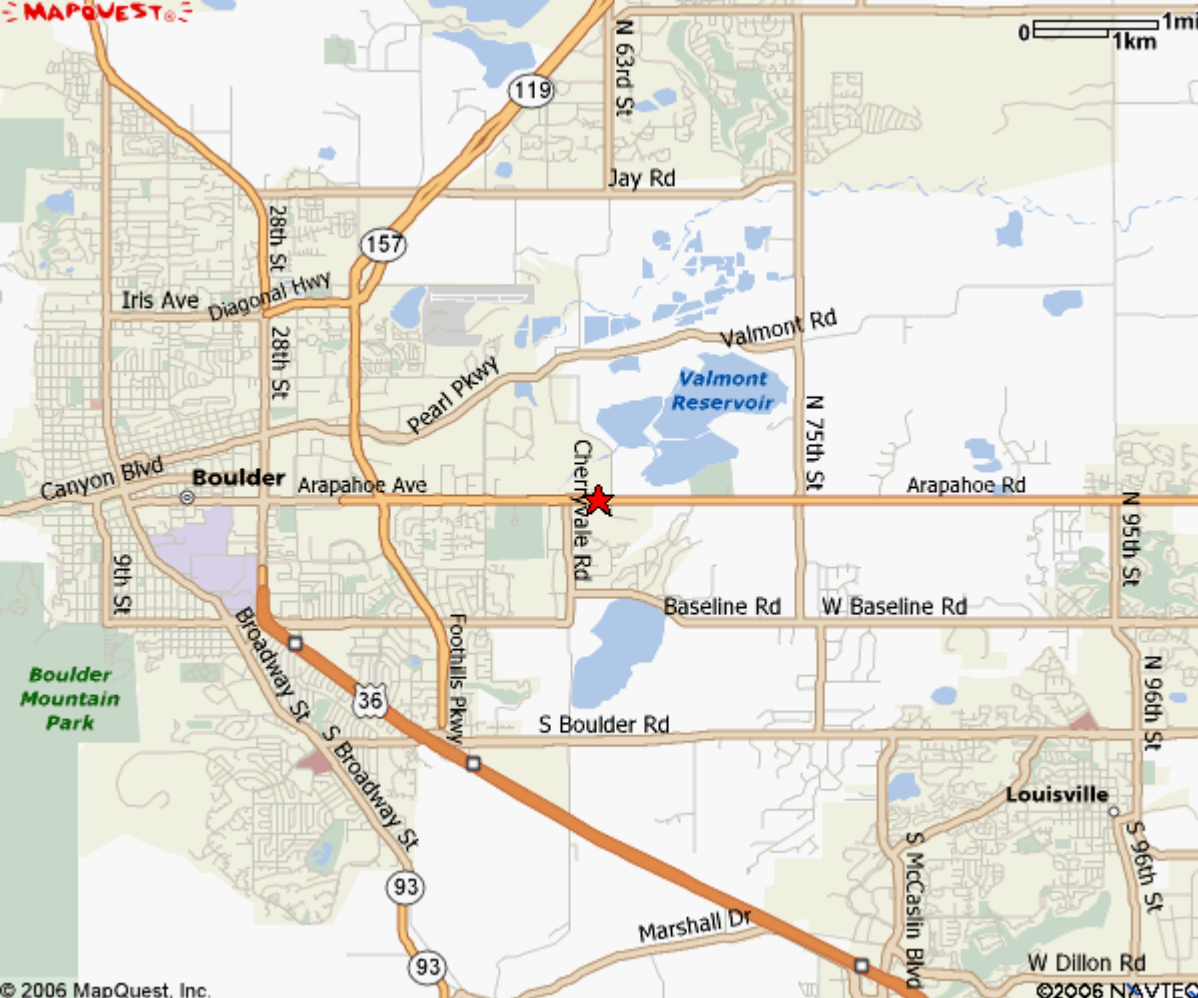 MAPQUEST
0
1mi
1km
N 63rd St
119
Jay Rd
28th St
157
Iris Ave
Diagonal Hwy
28th St
Valmont Rd
Pearl Pkwy
Valmont
Reservoir
N 75th St
Canyon Blvd
Boulder
Arapahoe Ave
Cherryvale Rd
Arapahoe Rd
N 95th St
9th St
Baseline Rd
W Baseline Rd
Broadway St
Foothills Pkwy
Boulder
Mountain
Park
36
N 96th St
S Boulder Rd
S Broadway St
Louisville
S 96th St
S McCaslin Blvd
93
Marshall Dr
93
W Dillon Rd
© 2006 MapQuest, Inc.
©2006 NAVTEQ